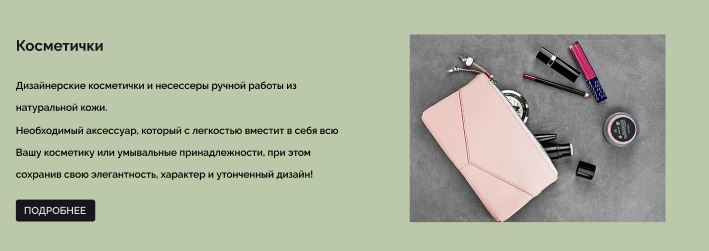 Косметички
Дизайнерские косметички и несессеры ручной работы из
натуральной кожи.
Необходимый аксессуар, который с легкостью вместит в себя всю
Вашу косметику или умывальные принадлежности, при этом
сохранив свою элегантность, характер и утонченный дизайн!
ПОДРОБНЕЕ